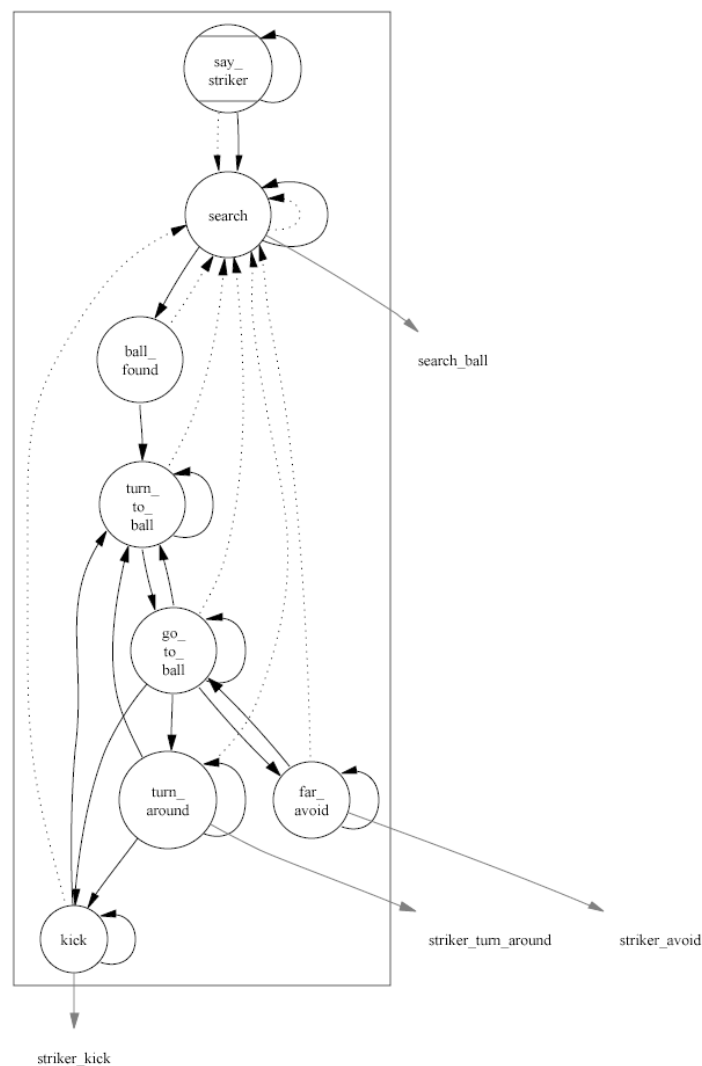 say_
striker
search
ball_
found
search_ball
turn_
to_
ball
go_
to_
ball
turn_
around
far_
avoid
kick
striker_turn_around
striker_avoid
striker_kick